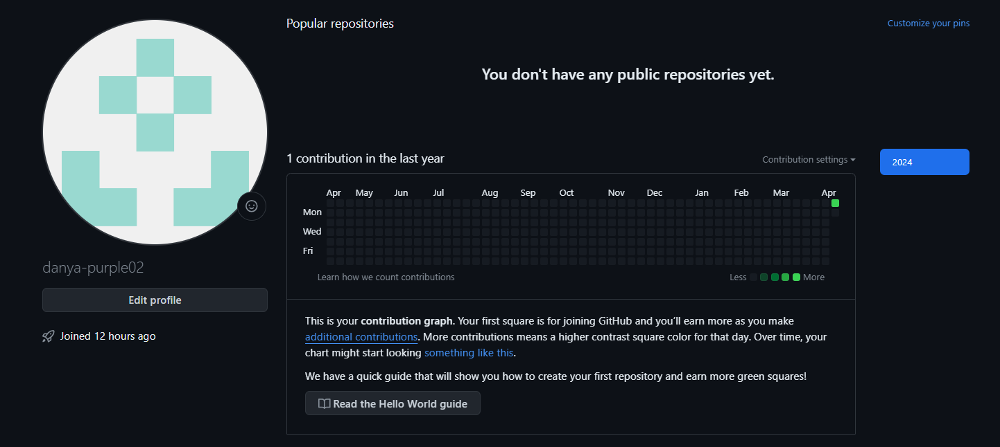 Popular repositories
Customize your pins
You don't have any public repositories yet.
1 contribution in the last year
Contribution settings
2024
Apr May Jun Jul Aug Sep Oct Nov Dec Jan Feb Mar Apr
Mon
Wed
Fri
Learn how we count contributions
Less More
danya-purple02
Edit profile
Joined 12 hours ago
This is your contribution graph. Your first square is for joining GitHub and you’ll earn more as you make
additional contributions. More contributions means a higher contrast square color for that day. Over time, your
chart might start looking something like this.
We have a quick guide that will show you how to create your first repository and earn more green squares!
Read the Hello World guide